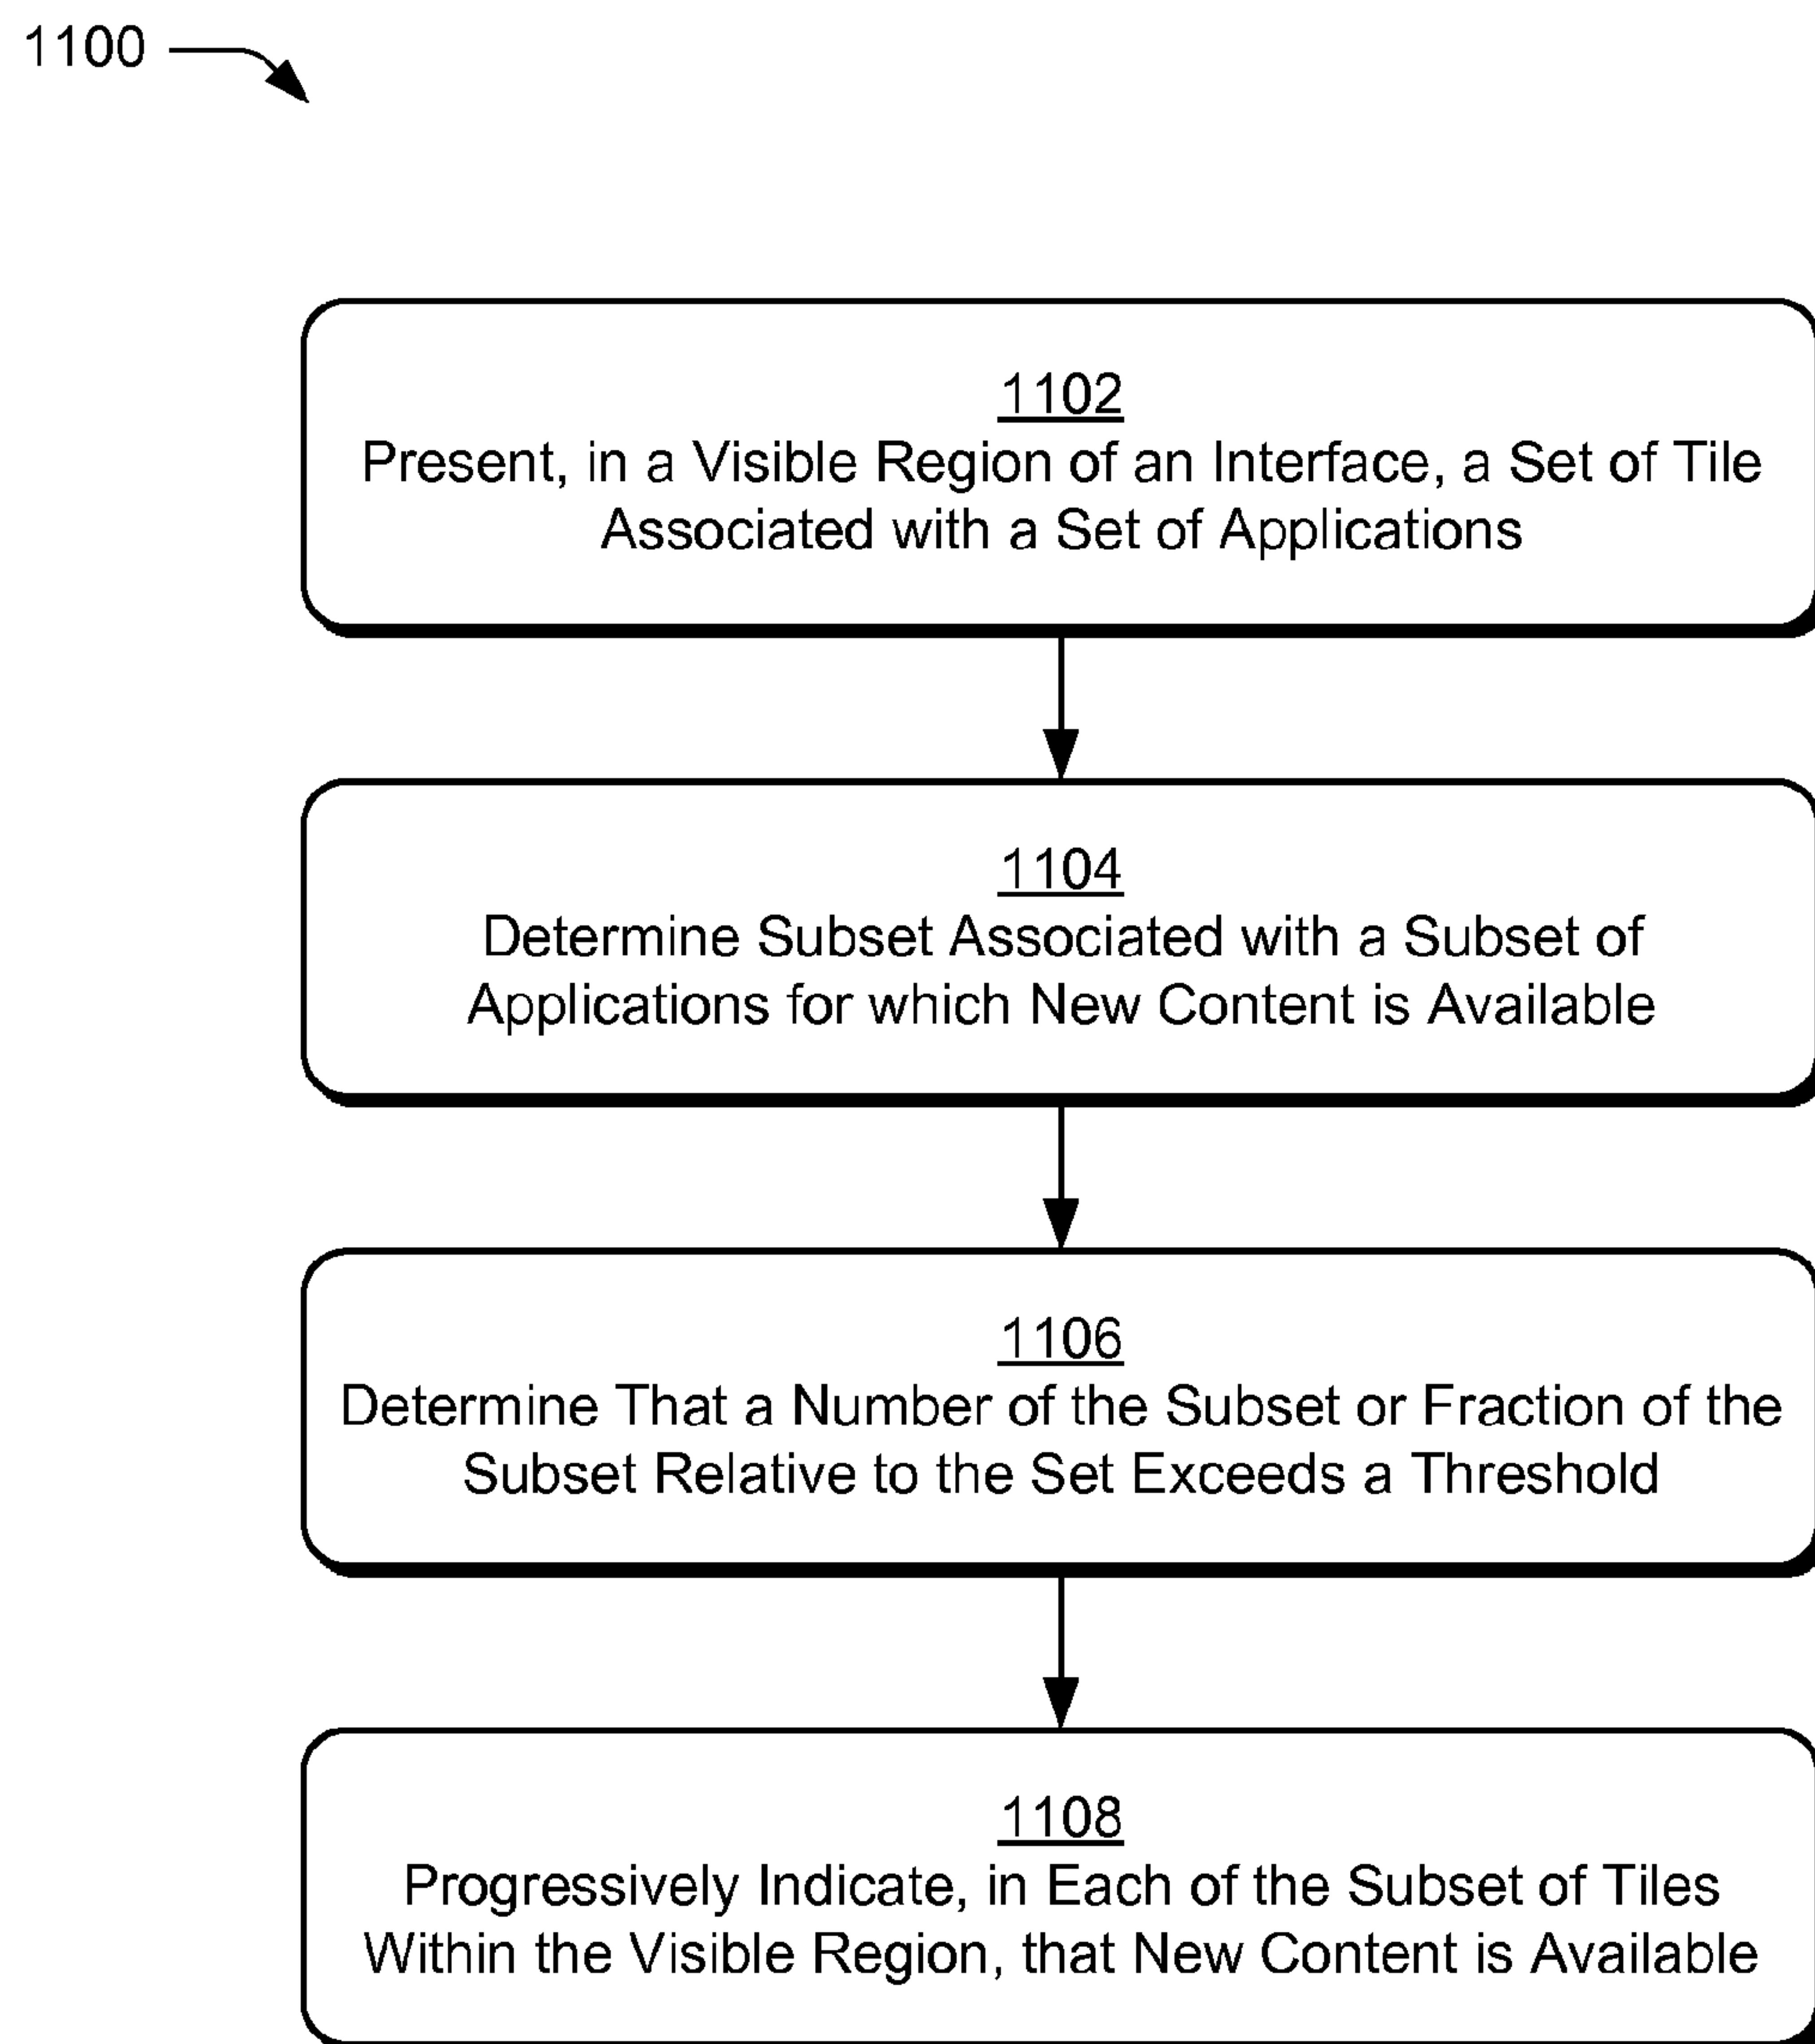 1100
1102
Present, in a Visible Region of an Interface, a Set of Tile
Associated with a Set of Applications
1104
Determine Subset Associated with a Subset of
Applications for which New Content is Available
1106
Determine That a Number of the Subset or Fraction of the
Subset Relative to the Set Exceeds a Threshold
1108
Progressively Indicate, in Each of the Subset of Tiles
Within the Visible Region, that New Content is Available